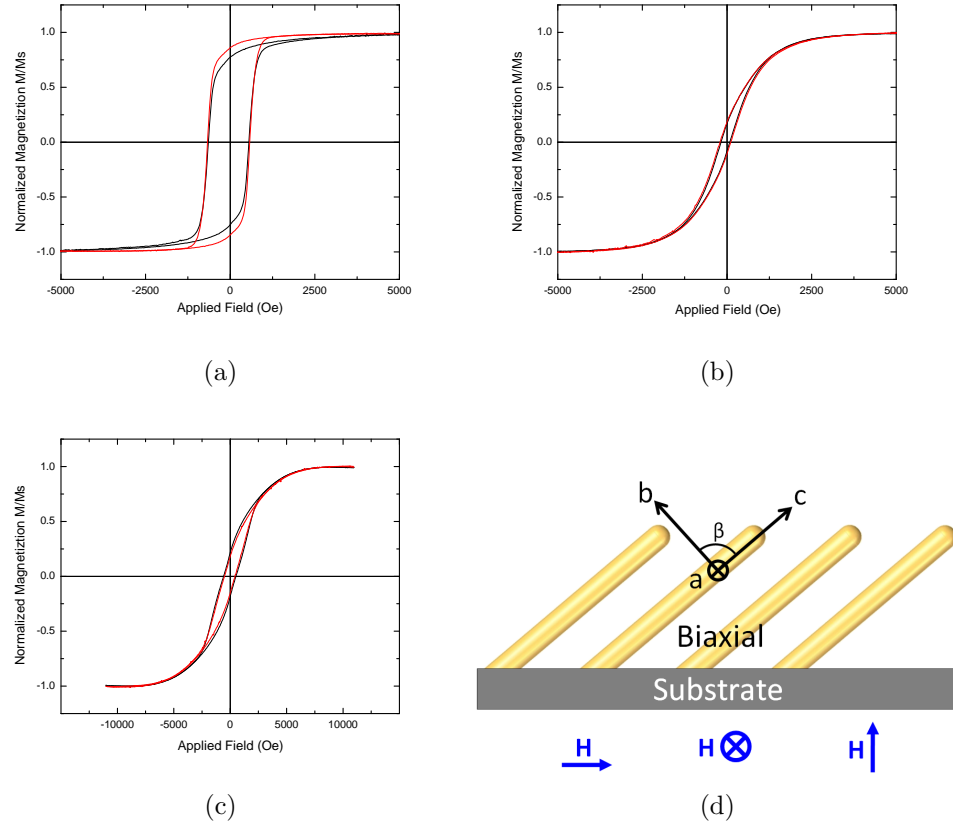 1.0
0.5
0.0
-0.5
-1.0
Normalized Magnetiztion M/Ms
-5000 -2500 0 2500 5000
Applied Field (Oe)
(a)
1.0
0.5
0.0
-0.5
-1.0
Normalized Magnetiztion M/Ms
-5000 -2500 0 2500 5000
Applied Field (Oe)
(b)
1.0
0.5
0.0
-0.5
-1.0
Normalized Magnetiztion M/Ms
-10000 -5000 0 5000 10000
Applied Field (Oe)
(c)
b c
β
a
Biaxial
Substrate
H H H
(d)